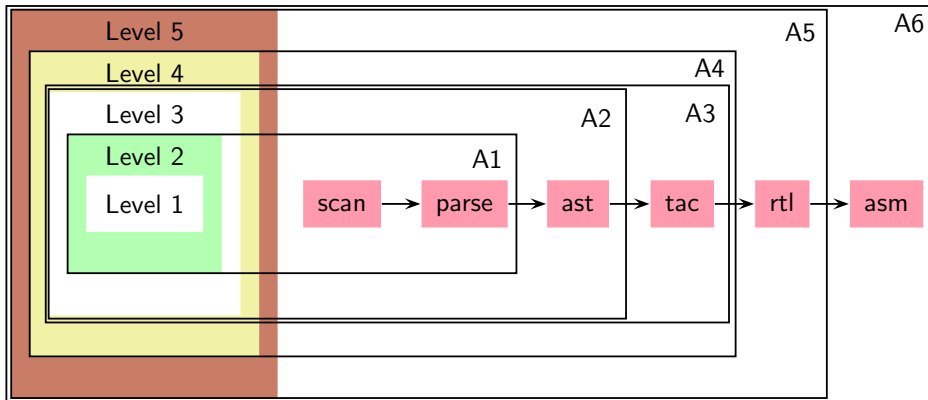 Level 5
A5
A6
Level 4
A4
Level 3
A2
A3
Level 2
A1
Level 1
scan
parse
ast
tac
rtl
asm